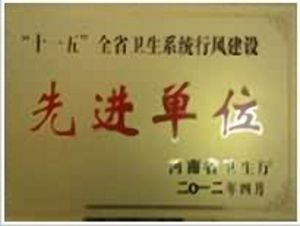 “十一五”全省卫生系统行风建设
先进单位
河南省卫生厅
二〇一二年四月